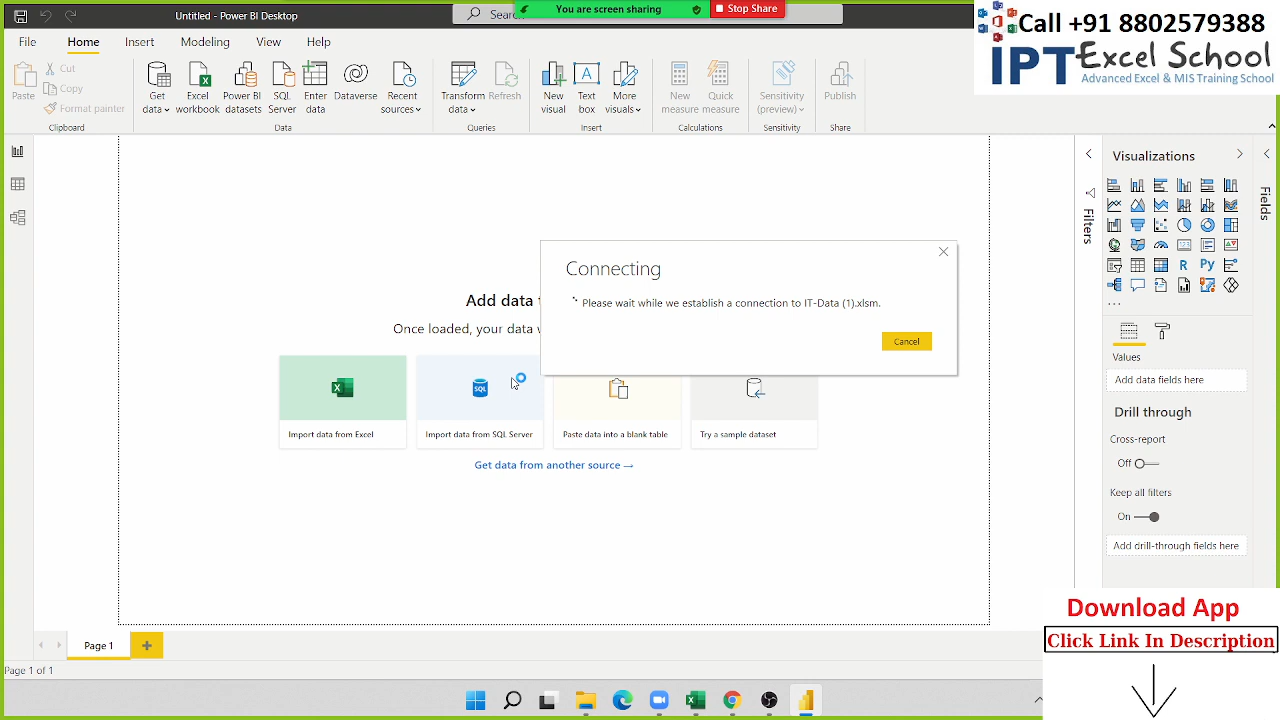 Untitled - Power BI Desktop
You are screen sharing
Stop Share
Call +91 8802579388
IPT Excel School
Advanced Excel & MIS Training School
File
Home
Insert
Modeling
View
Help
Paste
Cut
Copy
Format painter
Clipboard
Get
data
Excel
workbook
Power BI
datasets
SQL
Server
Enter
data
Dataverse
Recent
sources
Data
Transform
data
Refresh
Queries
New
visual
Text
box
More
visuals
Insert
New
measure
Quick
measure
Calculations
Sensitivity
(preview)
Sensitivity
Publish
Share
Connecting
Please wait while we establish a connection to IT-Data (1).xlsm.
Cancel
Add data
Once loaded, your data
Import data from Excel
SQL
Import data from SQL Server
Paste data into a blank table
Try a sample dataset
Get data from another source →
Filters
Visualizations
R
Py
Values
Add data fields here
Drill through
Cross-report
Off
Keep all filters
On
Add drill-through fields here
Fields
Page 1
Page 1 of 1
Download App
Click Link In Description